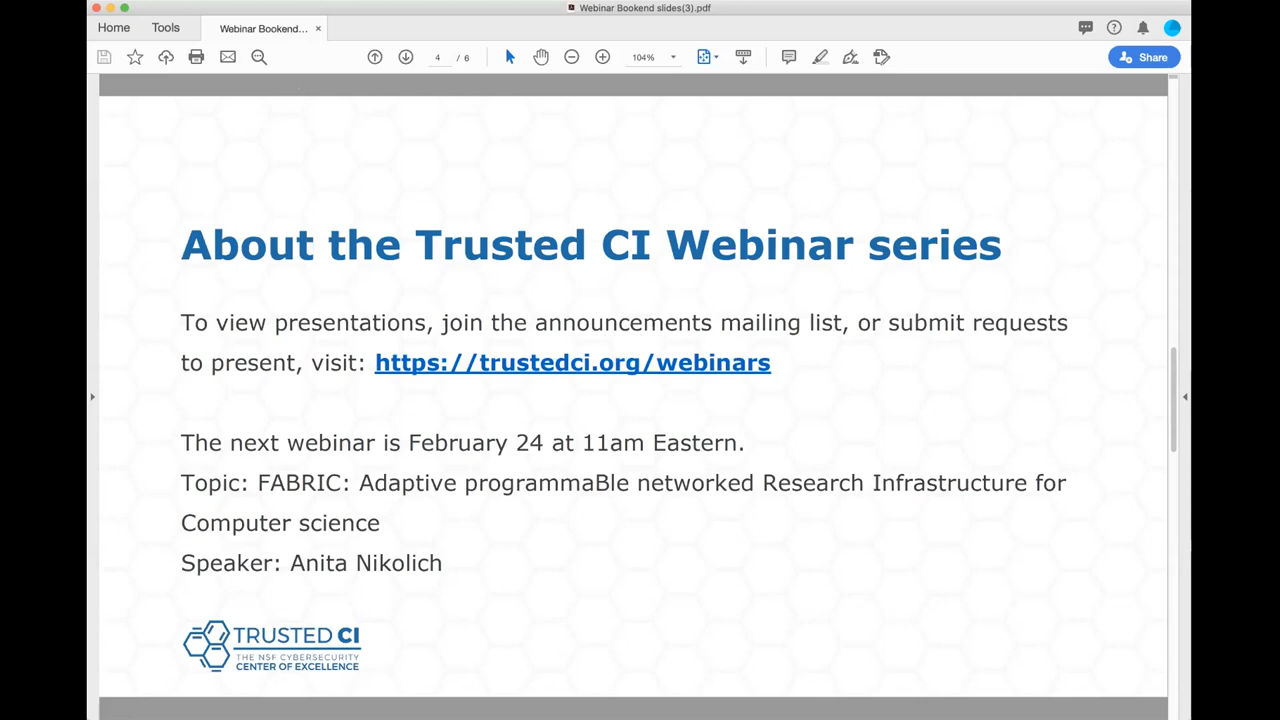 Webinar Bookend slides(3).pdf
Home Tools Webinar Bookend... ×
4 / 6 104% Share
About the Trusted CI Webinar series
To view presentations, join the announcements mailing list, or submit requests
to present, visit: https://trustedci.org/webinars
The next webinar is February 24 at 11am Eastern.
Topic: FABRIC: Adaptive programmaBle networked Research Infrastructure for
Computer science
Speaker: Anita Nikolich
TRUSTED CI
THE NSF CYBERSECURITY
CENTER OF EXCELLENCE